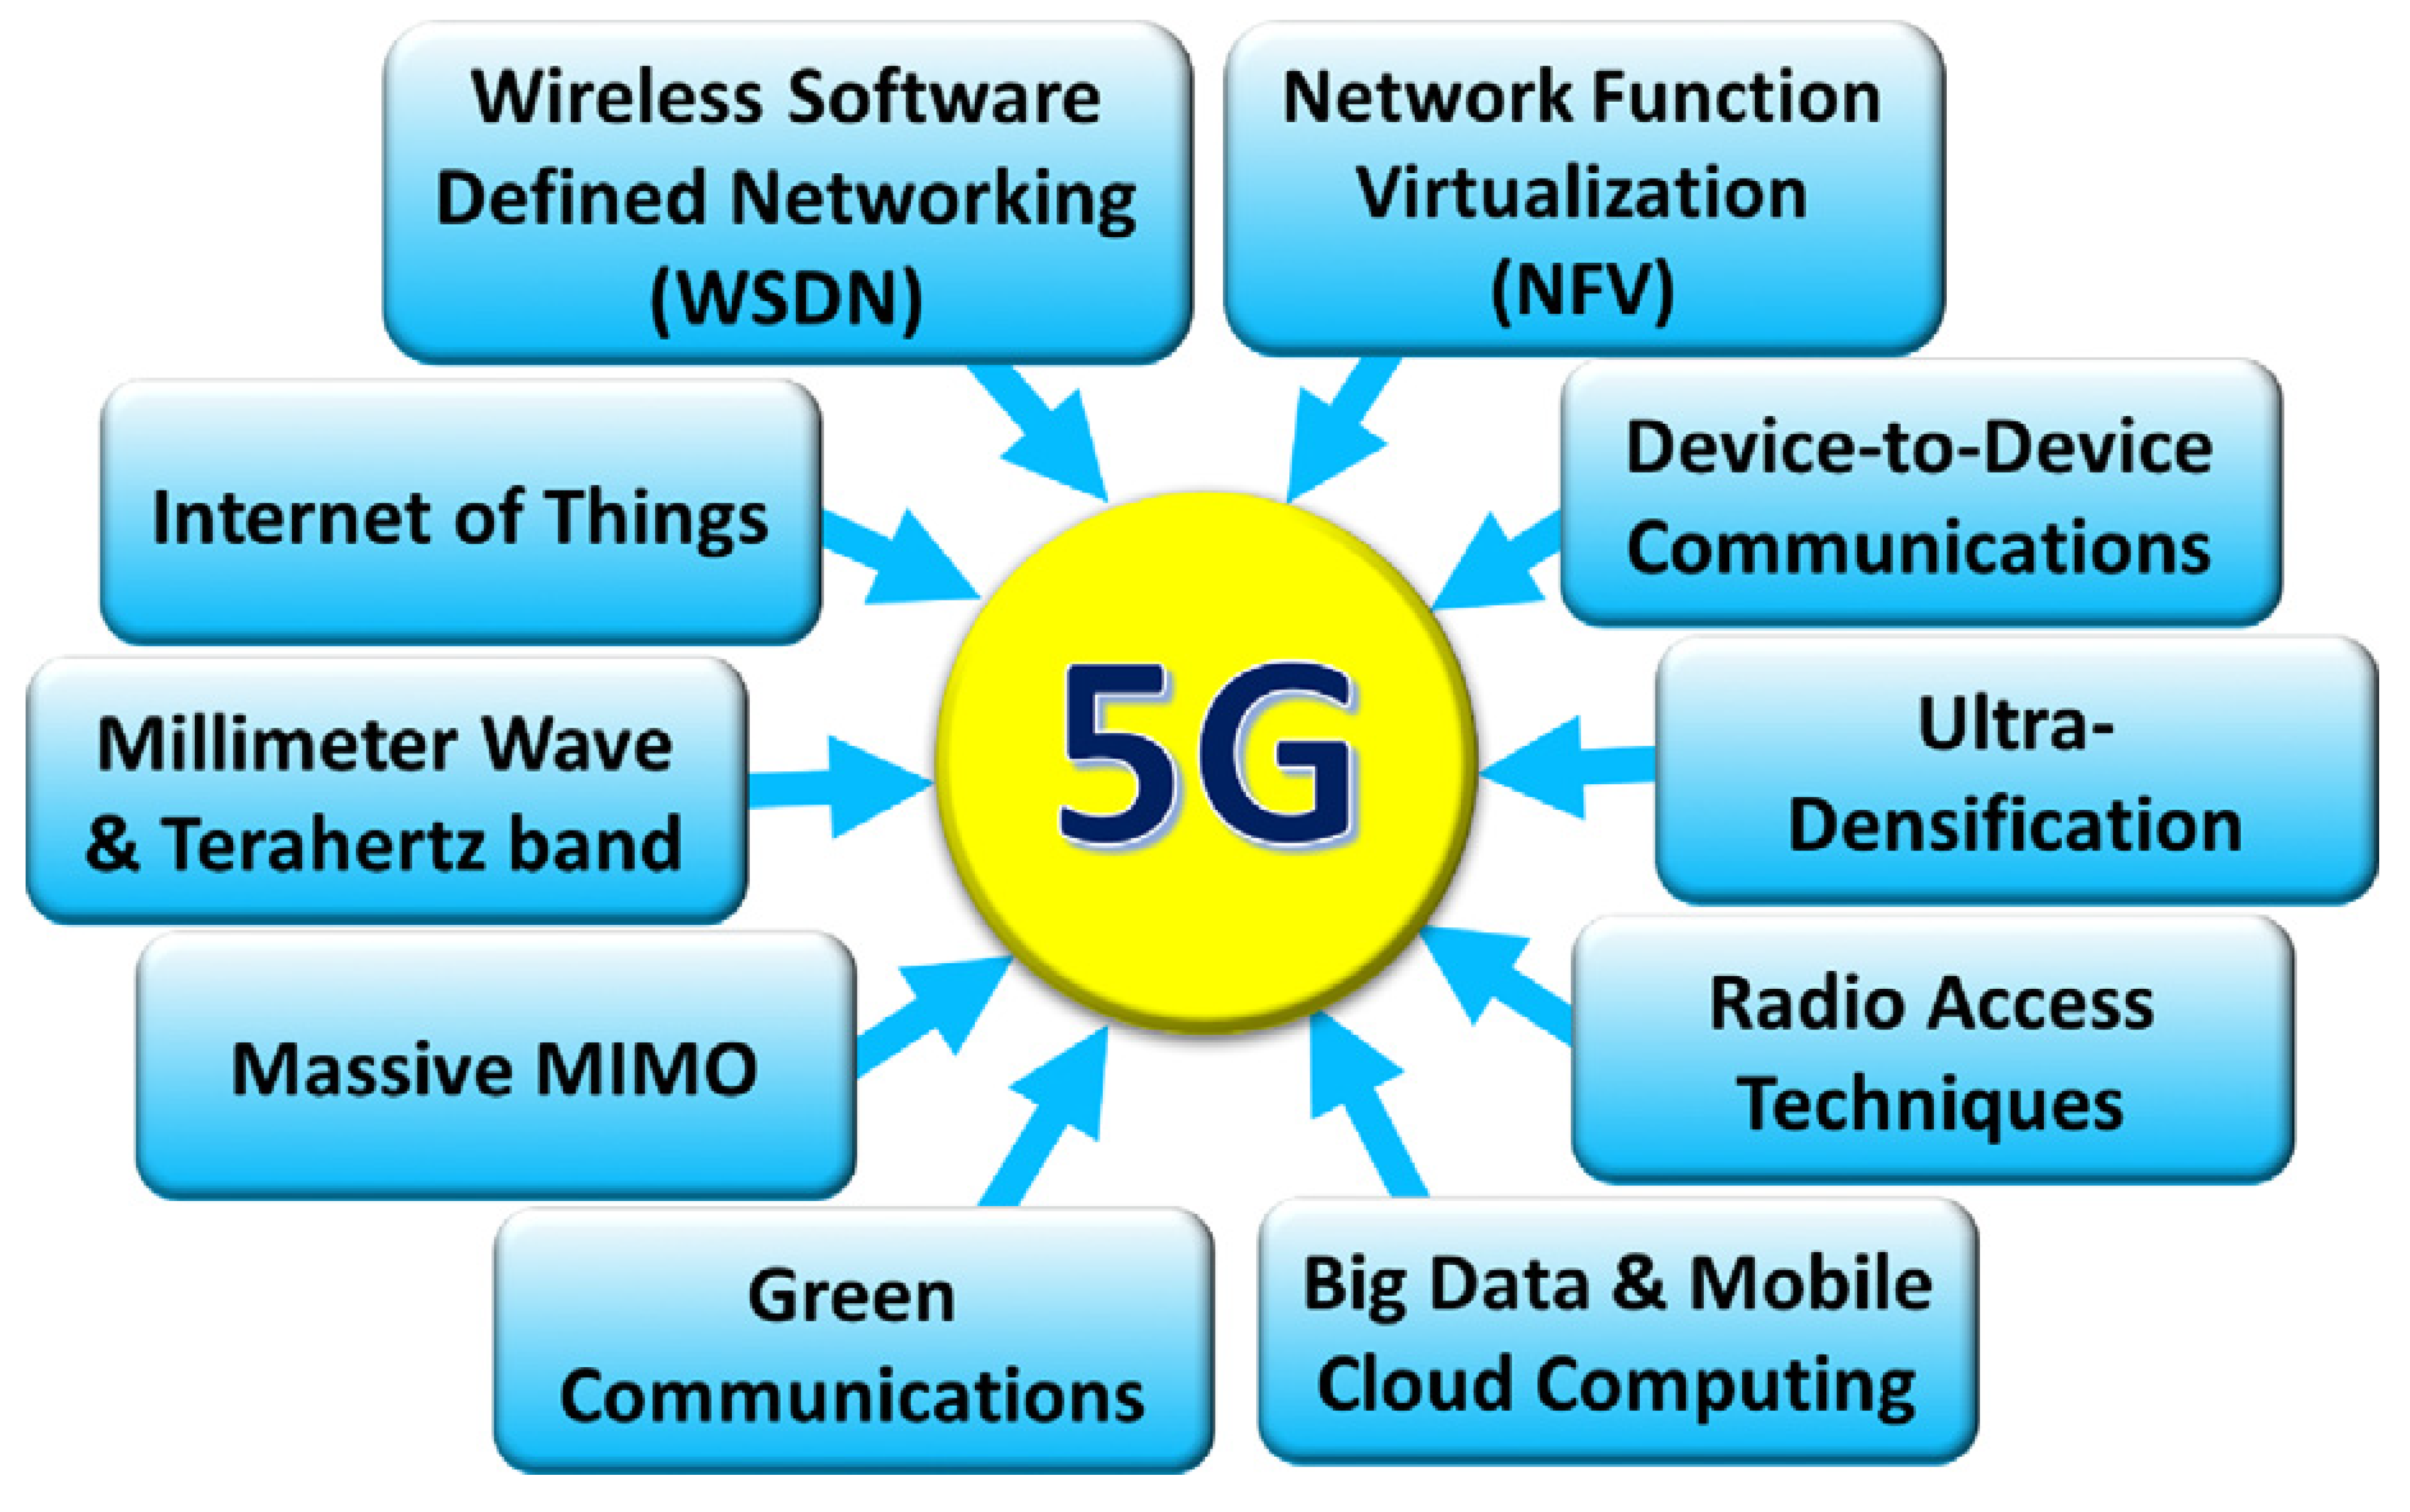 Wireless Software
Defined Networking
(WSDN)
Network Function
Virtualization
(NFV)
Internet of Things
Device-to-Device
Communications
Millimeter Wave
& Terahertz band
5G
Ultra-
Densification
Massive MIMO
Radio Access
Techniques
Green
Communications
Big Data & Mobile
Cloud Computing